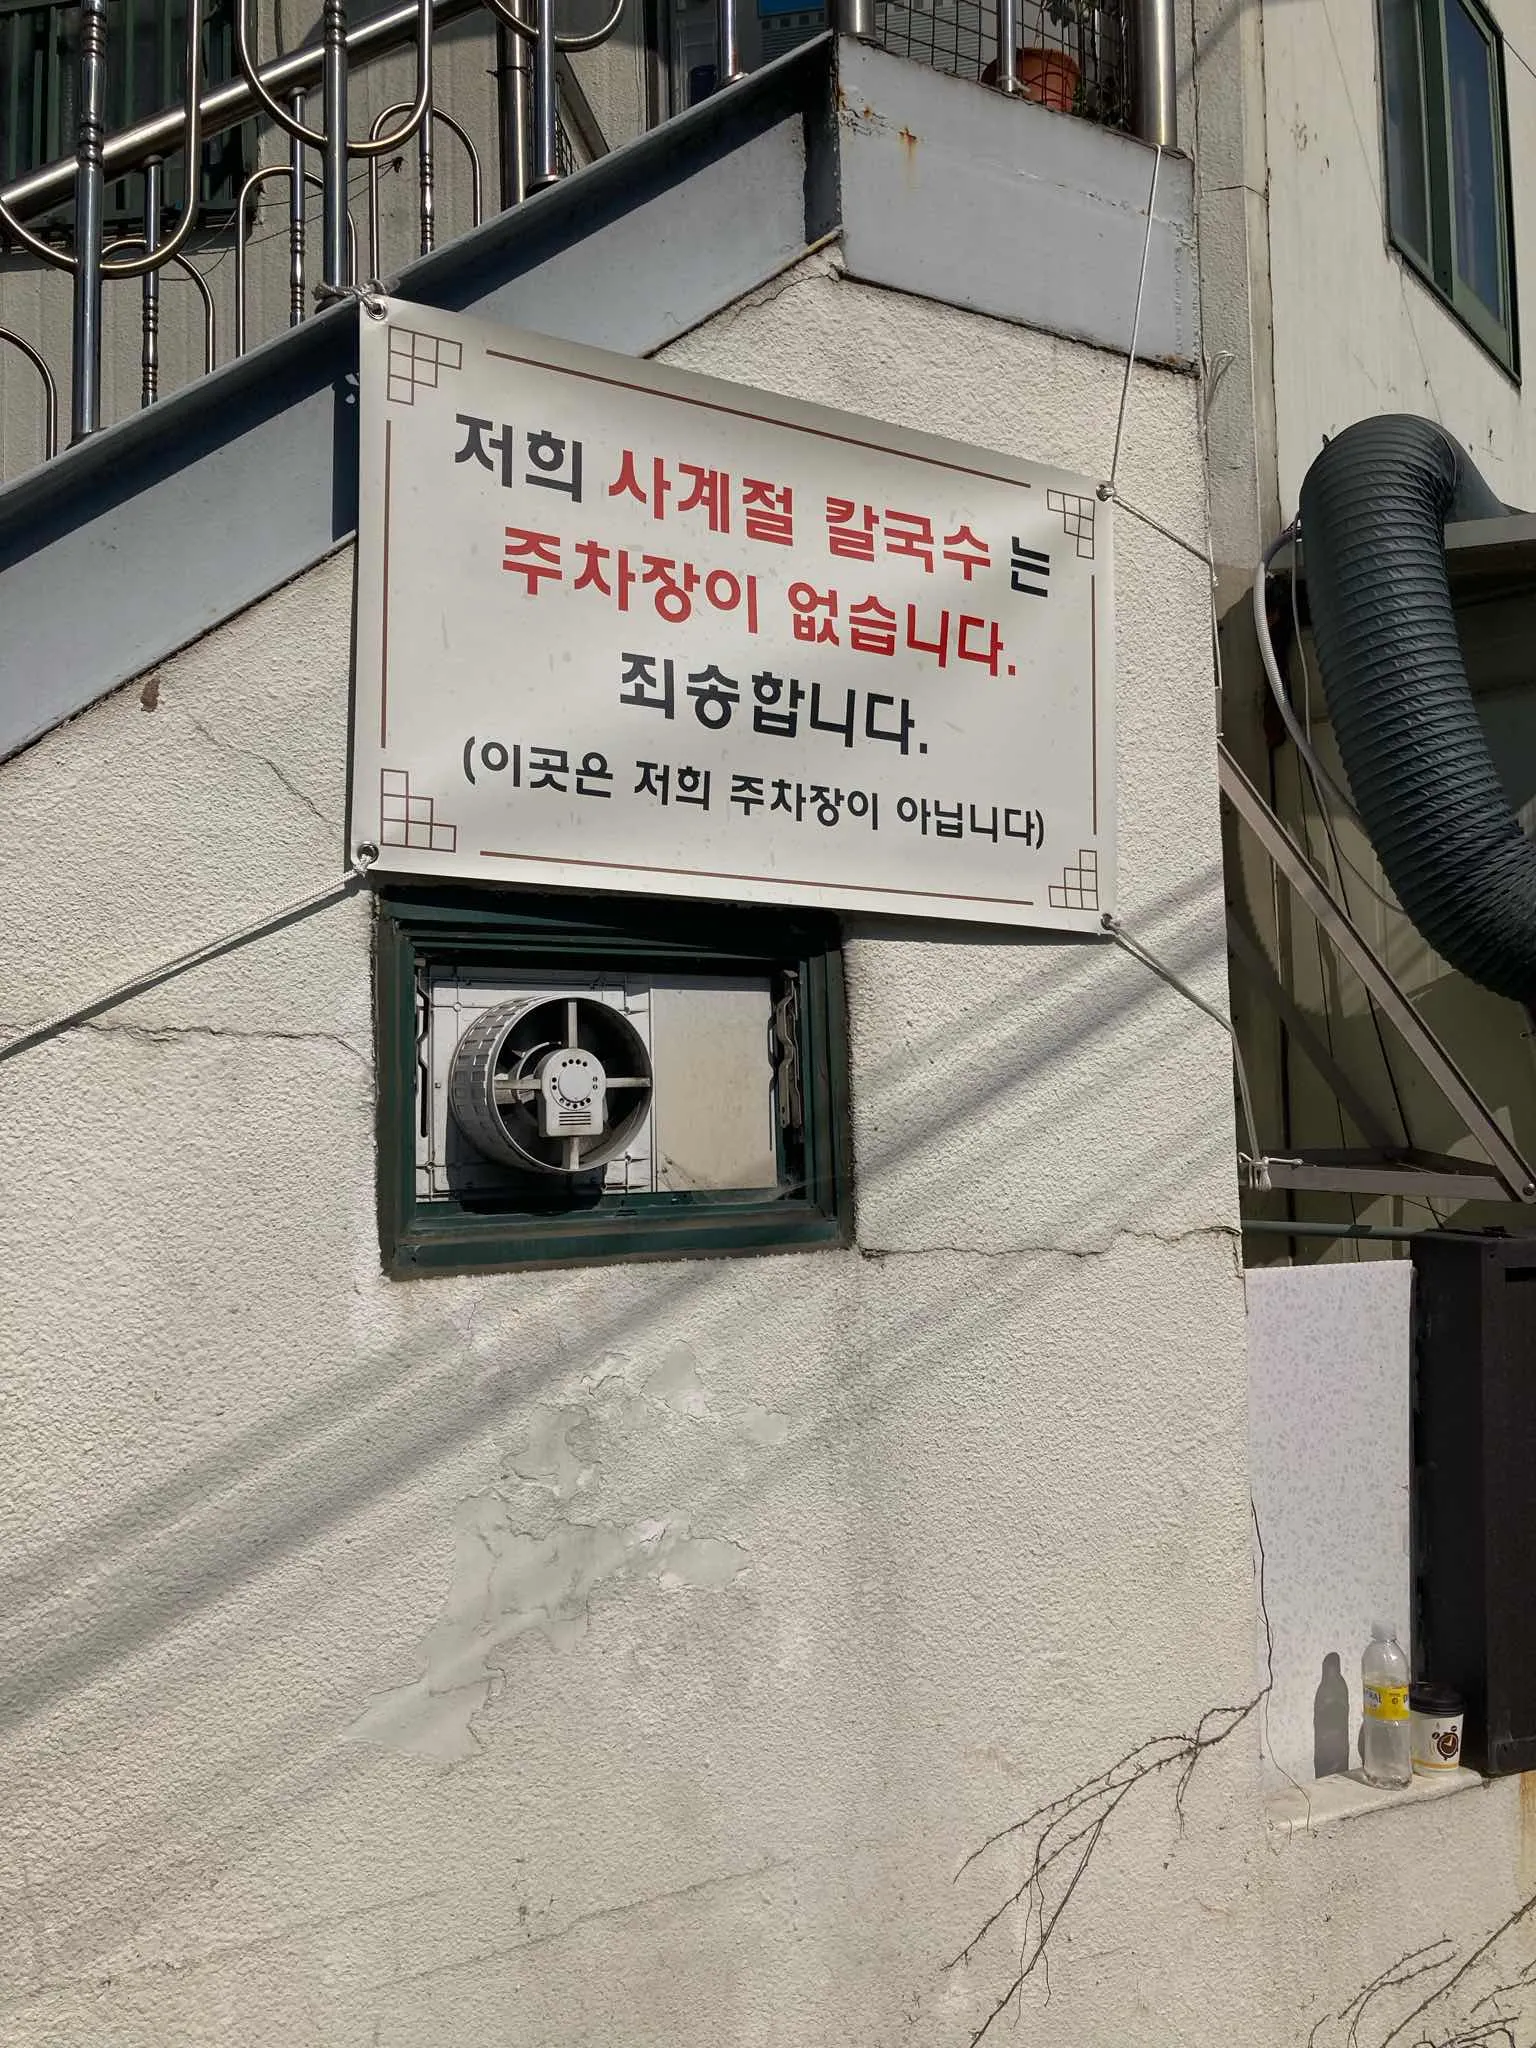 저희 사계절 칼국수 는
주차장이 없습니다.
죄송합니다.
(이곳은 저희 주차장이 아닙니다)